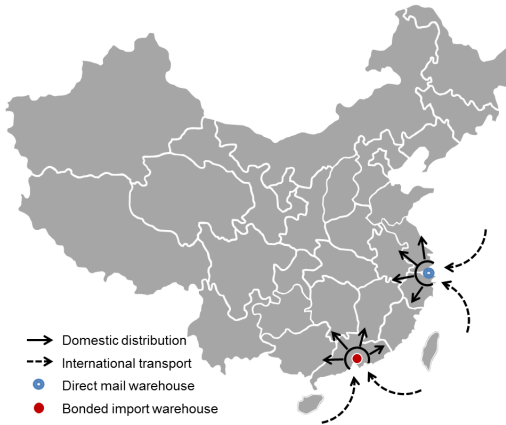 Domestic distribution
International transport
Direct mail warehouse
Bonded import warehouse